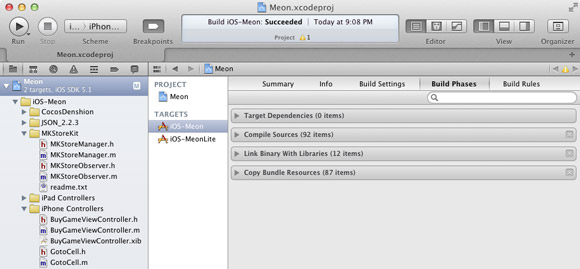 Meon.xcodeproj
i... iPhon...
Build iOS-Meon: Succeeded | Today at 9:08 PM
Project 1
Run Stop Scheme Breakpoints Editor View Organizer
Meon.xcodeproj
Meon
2 targets, iOS SDK 5.1
M
iOS-Meon
CocosDenshion
JSON_2.2.3
MKStoreKit
MKStoreManager.h
MKStoreManager.m
MKStoreObserver.h
MKStoreObserver.m
readme.txt
iPad Controllers
iPhone Controllers
BuyGameViewController.h
BuyGameViewController.m
BuyGameViewController.xib
GotoCell.h
GotoCell.m
Meon
PROJECT
Meon
TARGETS
iOS-Meon
iOS-MeonLite
Summary Info Build Settings Build Phases Build Rules
Target Dependencies (0 items)
Compile Sources (92 items)
Link Binary With Libraries (12 items)
Copy Bundle Resources (87 items)